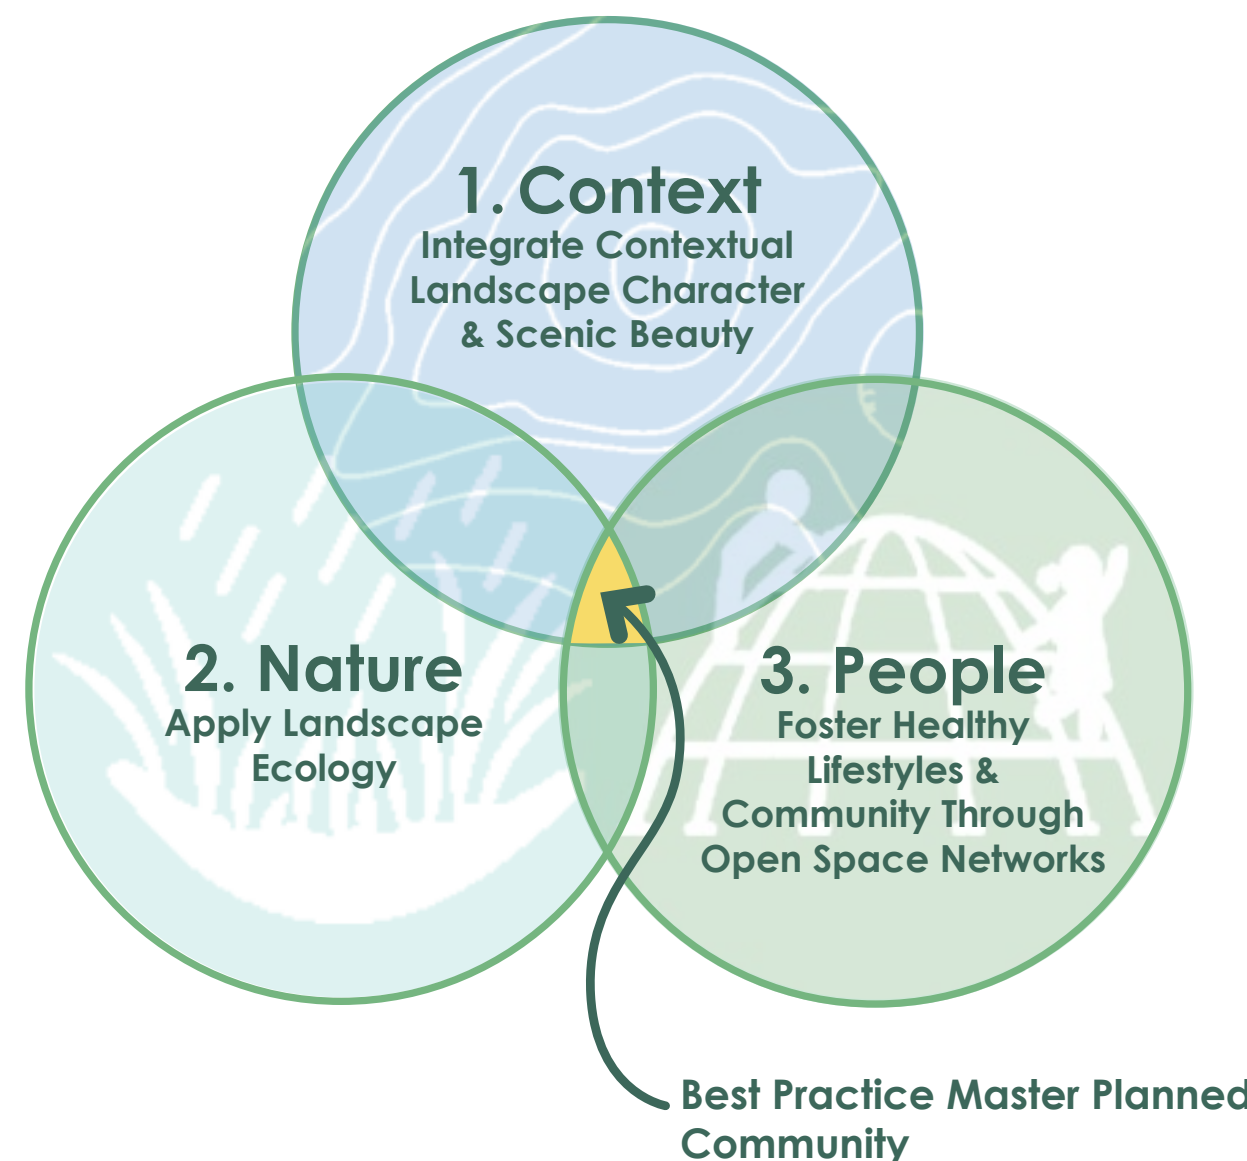 1. Context
Integrate Contextual
Landscape Character
& Scenic Beauty
2. Nature
Apply Landscape
Ecology
3. People
Foster Healthy
Lifestyles &
Community Through
Open Space Networks
Best Practice Master Planned
Community